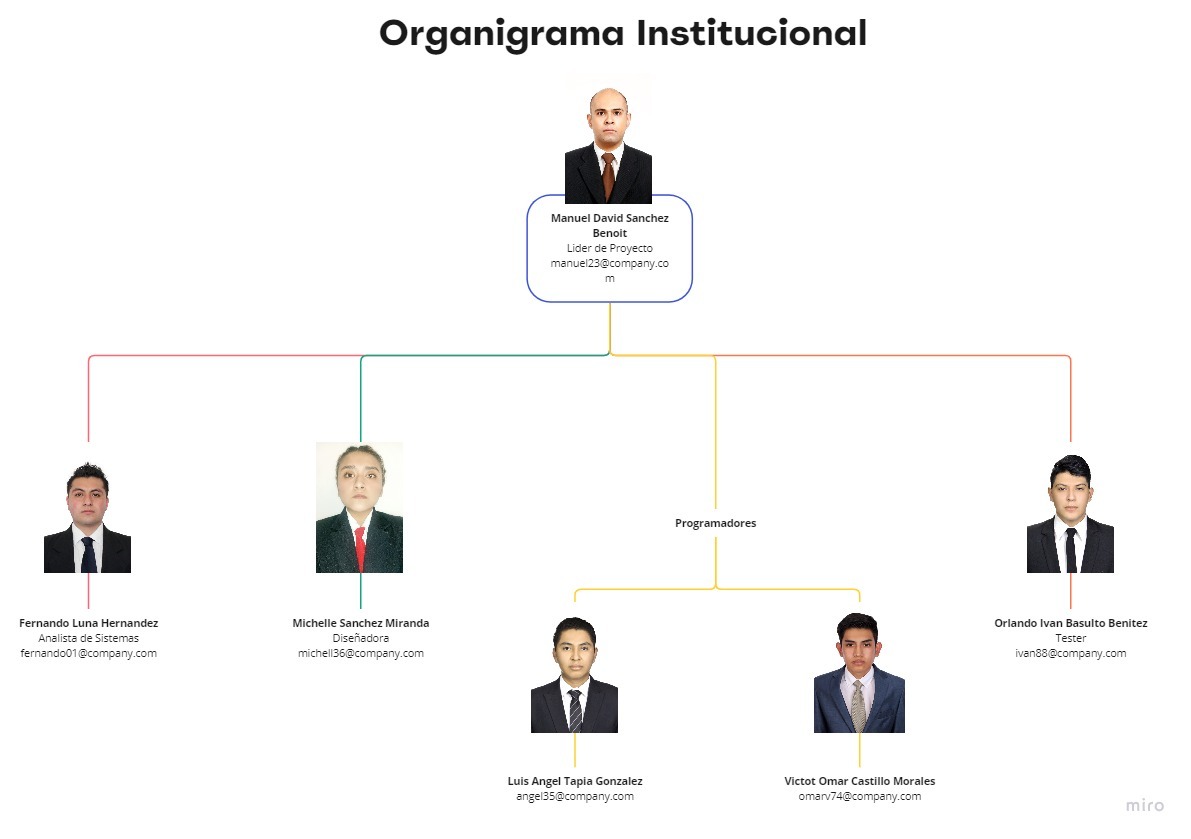 Organigrama Institucional
Manuel David Sanchez
Benoit
Lider de Proyecto
manuel23@company.co
m
Programadores
Fernando Luna Hernandez
Analista de Sistemas
fernando01@company.com
Michelle Sanchez Miranda
Diseñadora
michell36@company.com
Orlando Ivan Basulto Benitez
Tester
ivan88@company.com
Luis Angel Tapia Gonzalez
angel35@company.com
Victot Omar Castillo Morales
omarv74@company.com
miro